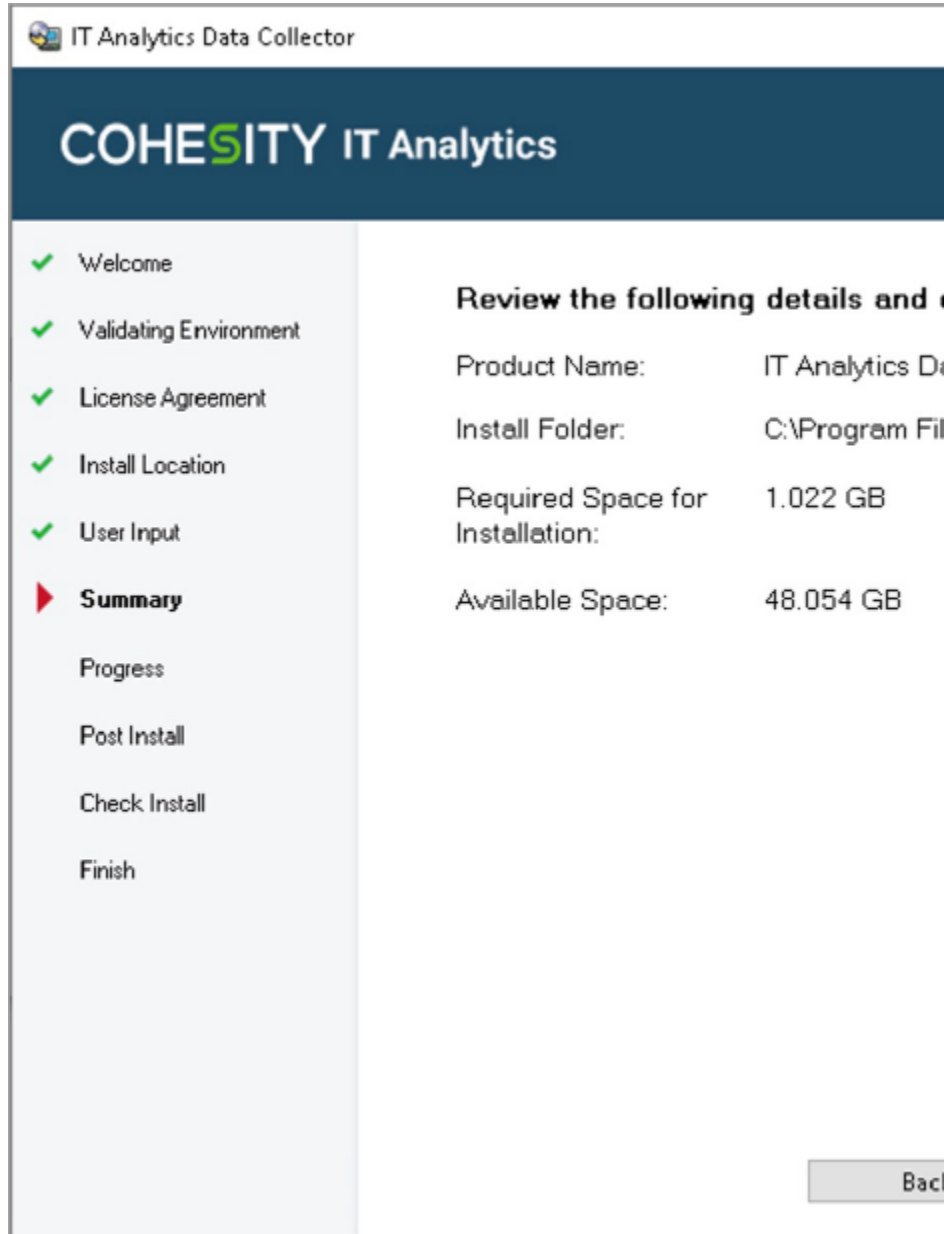 IT Analytics Data Collector
COHESITY IT Analytics
Welcome
Validating Environment
License Agreement
Install Location
User Input
Summary
Progress
Post Install
Check Install
Finish
Review the following details and
Product Name: IT Analytics
Install Folder: C:\Program
Required Space for 1.022 GB
Installation:
Available Space: 48.054 GB